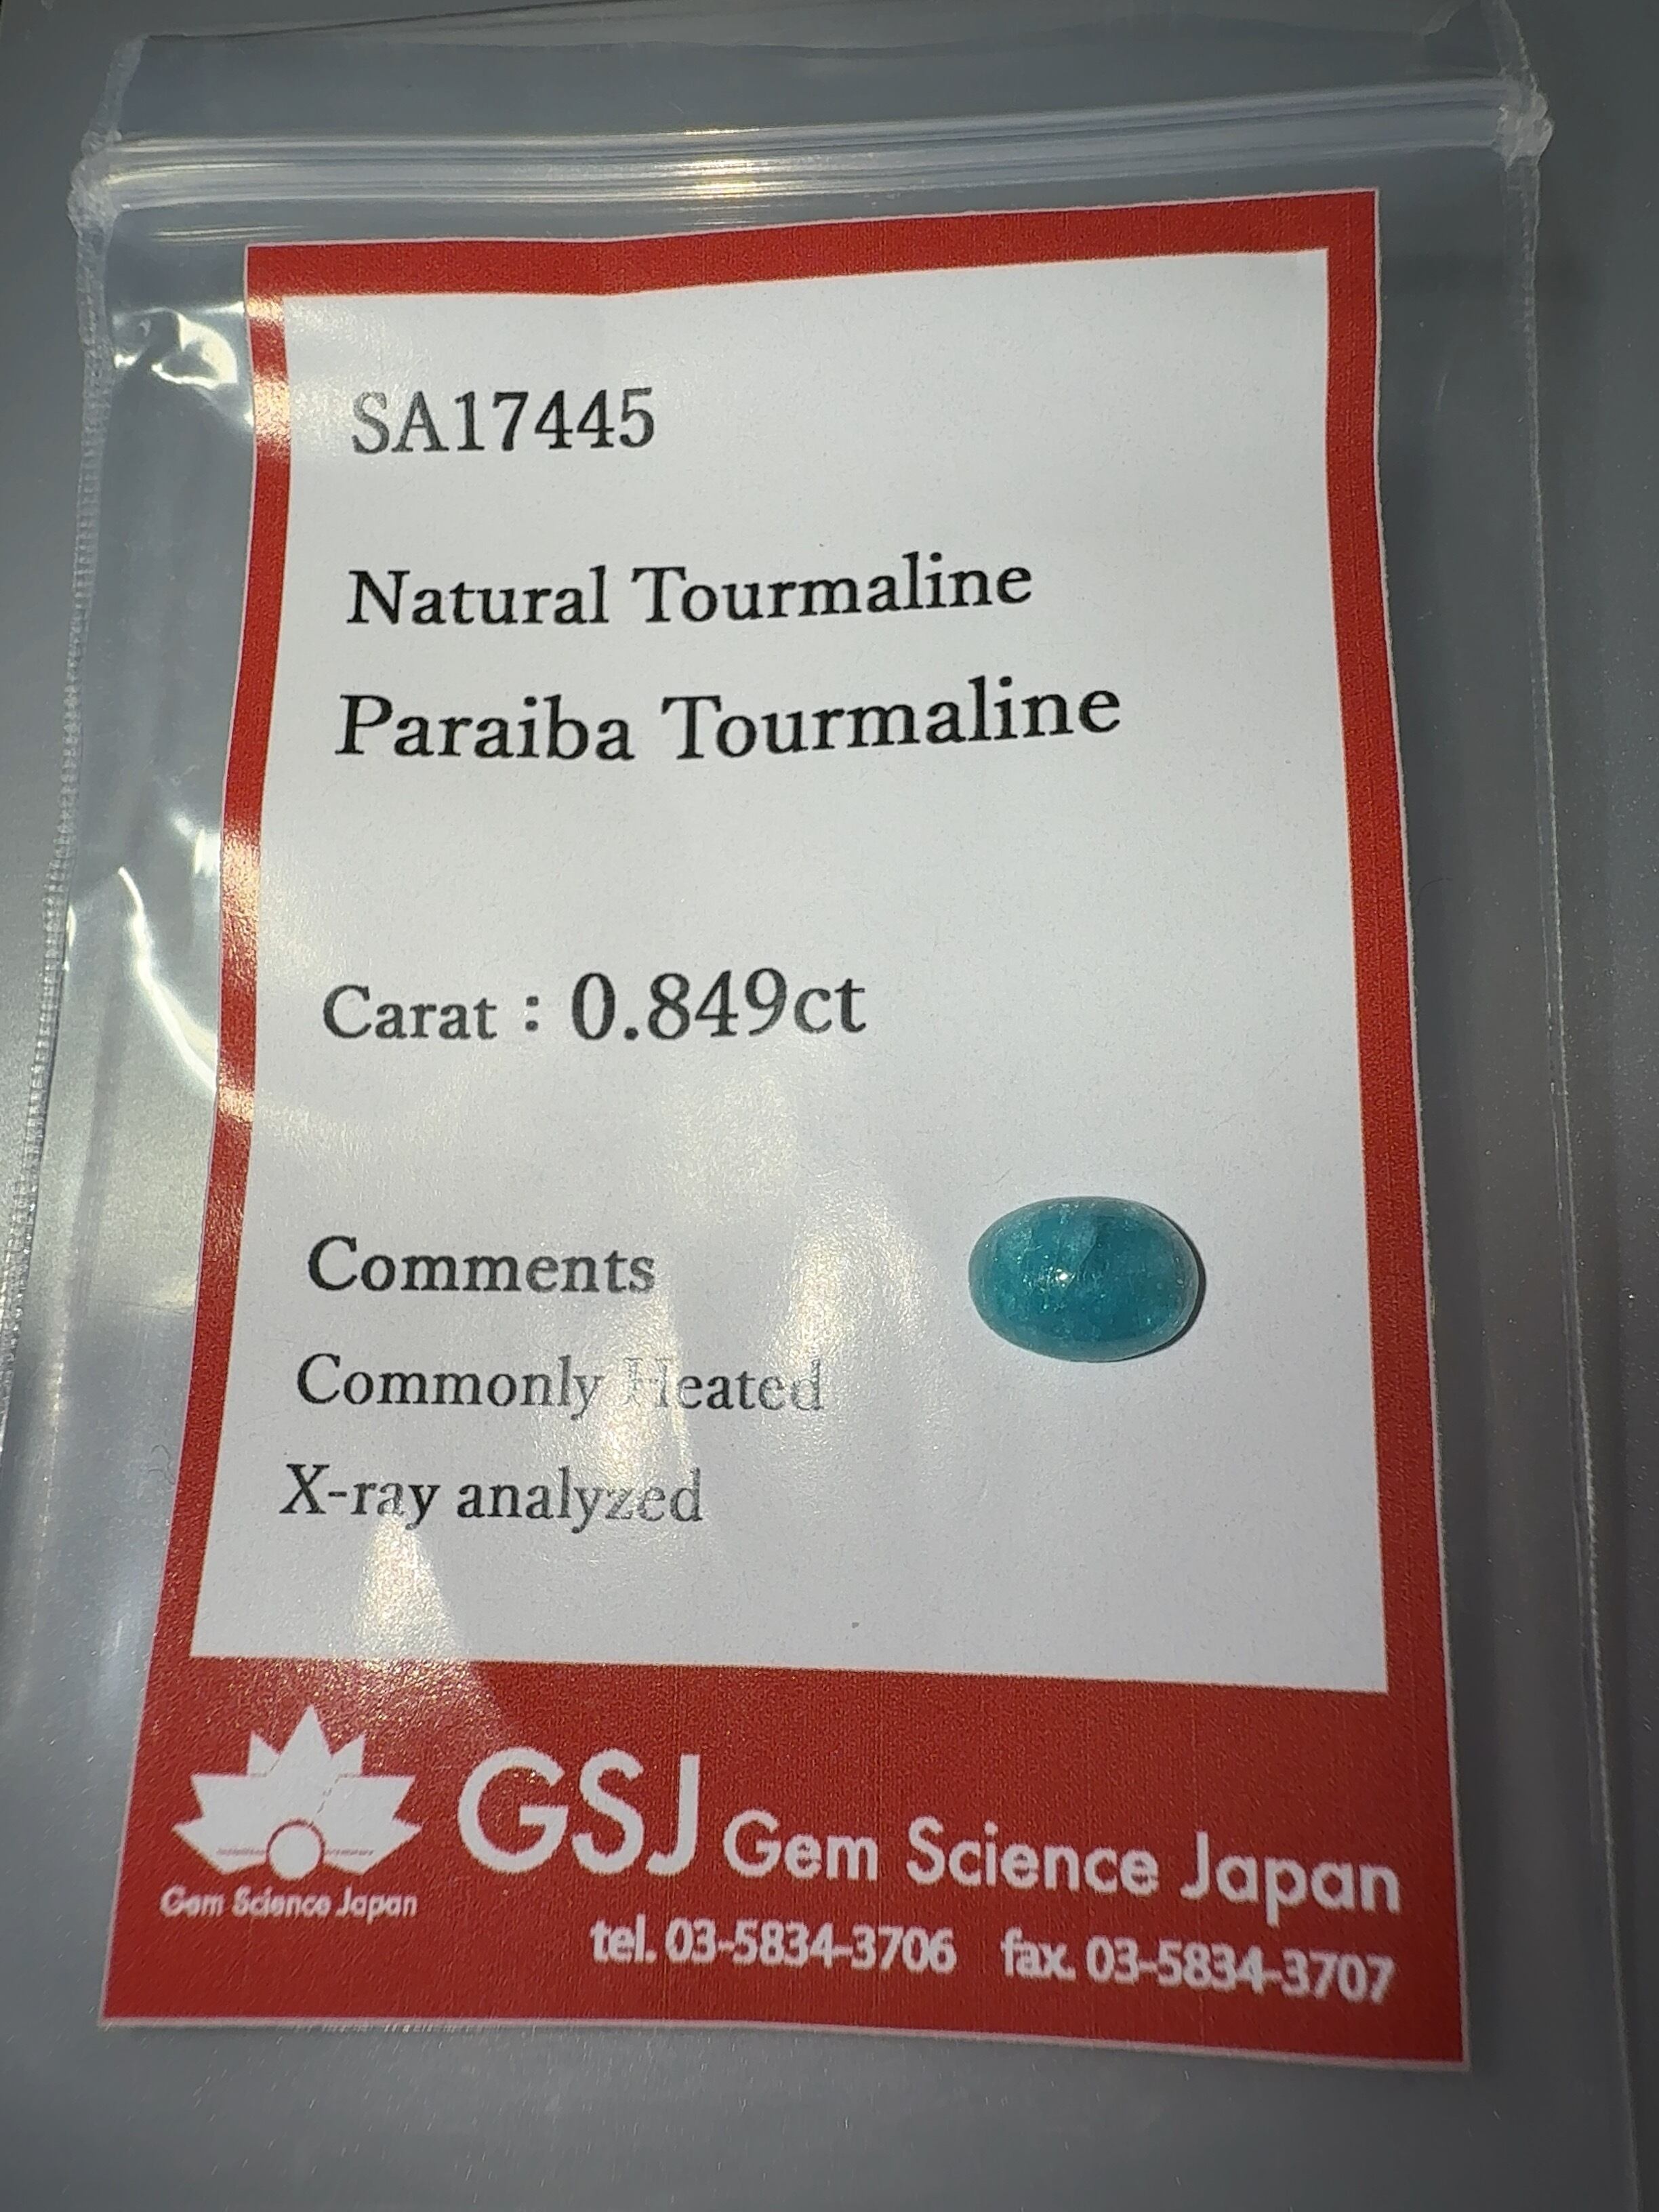 SA17445
Natural Tourmaline
Paraiba Tourmaline
Carat : 0.849ct
Comments
Commonly Heated
X-ray analyzed
GSJ Gem Science Japan
Gem Science Japan
tel. 03-5834-3706 fax. 03-5834-3707